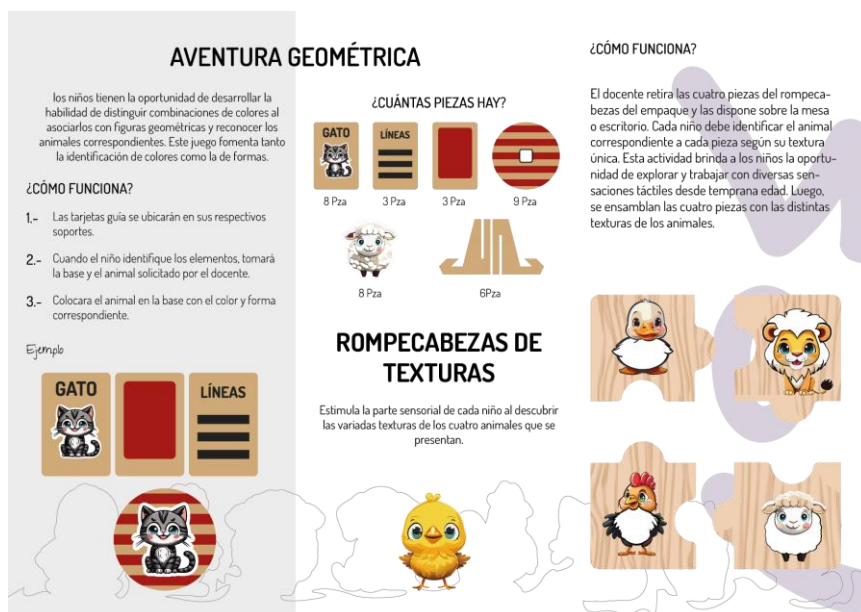 AVENTURA GEOMÉTRICA
los niños tienen la oportunidad de desarrollar la
habilidad de distinguir combinaciones de colores al
asociarlos con figuras geométricas y reconocer los
animales correspondientes. Este juego fomenta tanto
la identificación de colores como la de formas.
¿CÓMO FUNCIONA?
1.- Las tarjetas guía se ubicarán en sus respectivos
soportes.
2.- Cuando el niño identifique los elementos, tomará
la base y el animal solicitado por el docente.
3.- Colocara el animal en la base con el color y forma
correspondiente.
Ejemplo
GATO
LÍNEAS
¿CUÁNTAS PIEZAS HAY?
GATO
LÍNEAS
8 Pza
3 Pza
3 Pza
9 Pza
8 Pza
6Pza
ROMPECABEZAS DE
TEXTURAS
Estimula la parte sensorial de cada niño al descubrir
las variadas texturas de los cuatro animales que se
presentan.
¿CÓMO FUNCIONA?
El docente retira las cuatro piezas del rompeca-
bezas del empaque y las dispone sobre la mesa
o escritorio. Cada niño debe identificar el animal
correspondiente a cada pieza según su textura
única. Esta actividad brinda a los niños la oportu-
nidad de explorar y trabajar con diversas sen-
saciones táctiles desde temprana edad. Luego,
se ensamblan las cuatro piezas con las distintas
texturas de los animales.